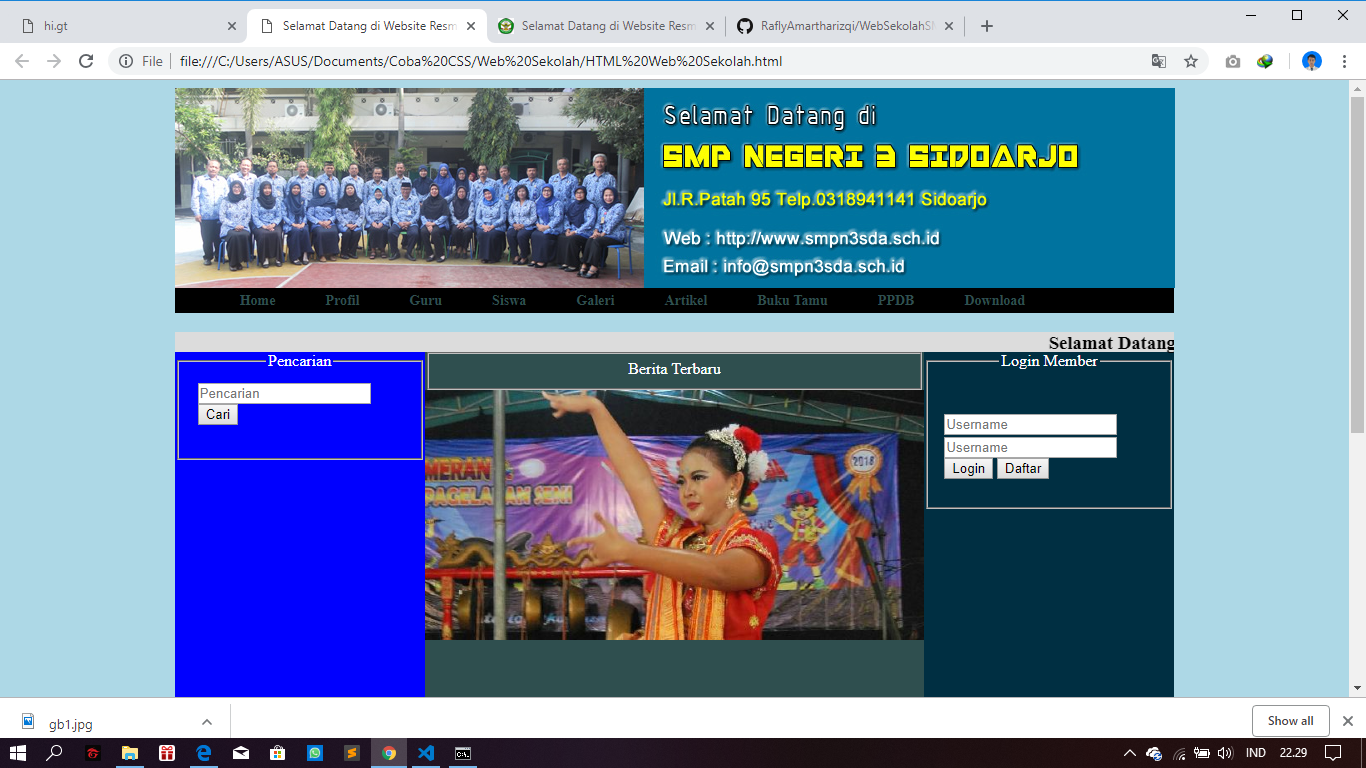 hi.gt
Selamat Datang di Website Resm
Selamat Datang di Website Resm
RaflyAmartharizqi/WebSekolahSM
File
file:///C:/Users/ASUS/Documents/Coba%20CSS/Web%20Sekolah/HTML%20Web%20Sekolah.html
Selamat Datang di
SMP NEGERI 3 SIDOARJO
Jl.R.Patah 95 Telp.0318941141 Sidoarjo
Web : http://www.smpn3sda.sch.id
Email : info@smpn3sda.sch.id
Home Profil Guru Siswa Galeri Artikel Buku Tamu PPDB Download
Selamat Datang
Pencarian
Pencarian
Cari
Berita Terbaru
MERAN
PAGELARAN SENI
2018
Login Member
Username
Username
Login Daftar
gb1.jpg
Show all
IND 22.29